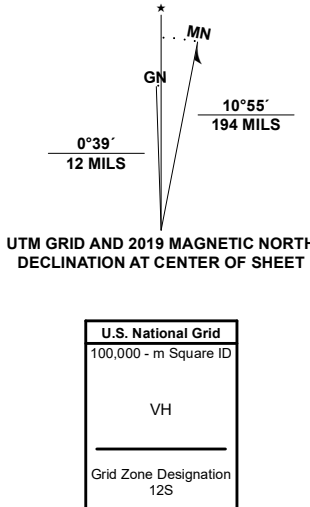 ★
MN
GN
0°39´
12 MILS
10°55´
194 MILS
UTM GRID AND 2019 MAGNETIC NORTH
DECLINATION AT CENTER OF SHEET
U.S. National Grid
100,000 - m Square ID
VH
Grid Zone Designation
12S